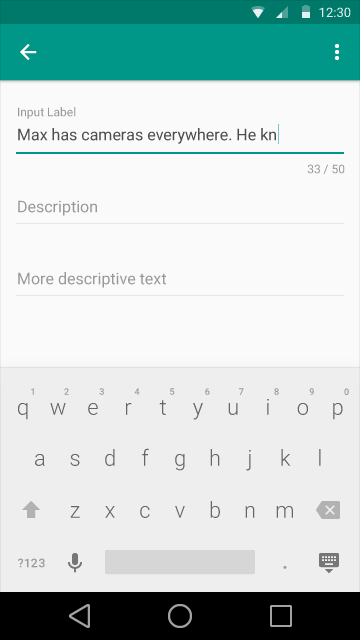 12:30
Input Label
Max has cameras everywhere. He kn
33 / 50
Description
More descriptive text
1 2 3 4 5 6 7 8 9 0
q w e r t y u i o p
a s d f g h j k l
z x c v b n m
?123 .